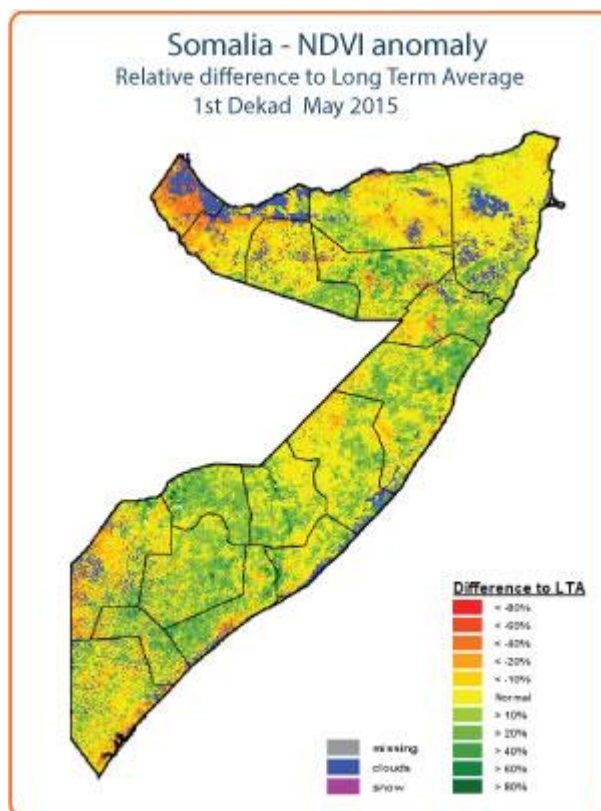 Somalia - NDVI anomaly
Relative difference to Long Term Average
1st Dekad May 2015
Difference to LTA
< -80%
< -60%
< -40%
< -20%
< -10%
Normal
> 10%
> 20%
> 40%
> 60%
> 80%
missing
clouds
snow